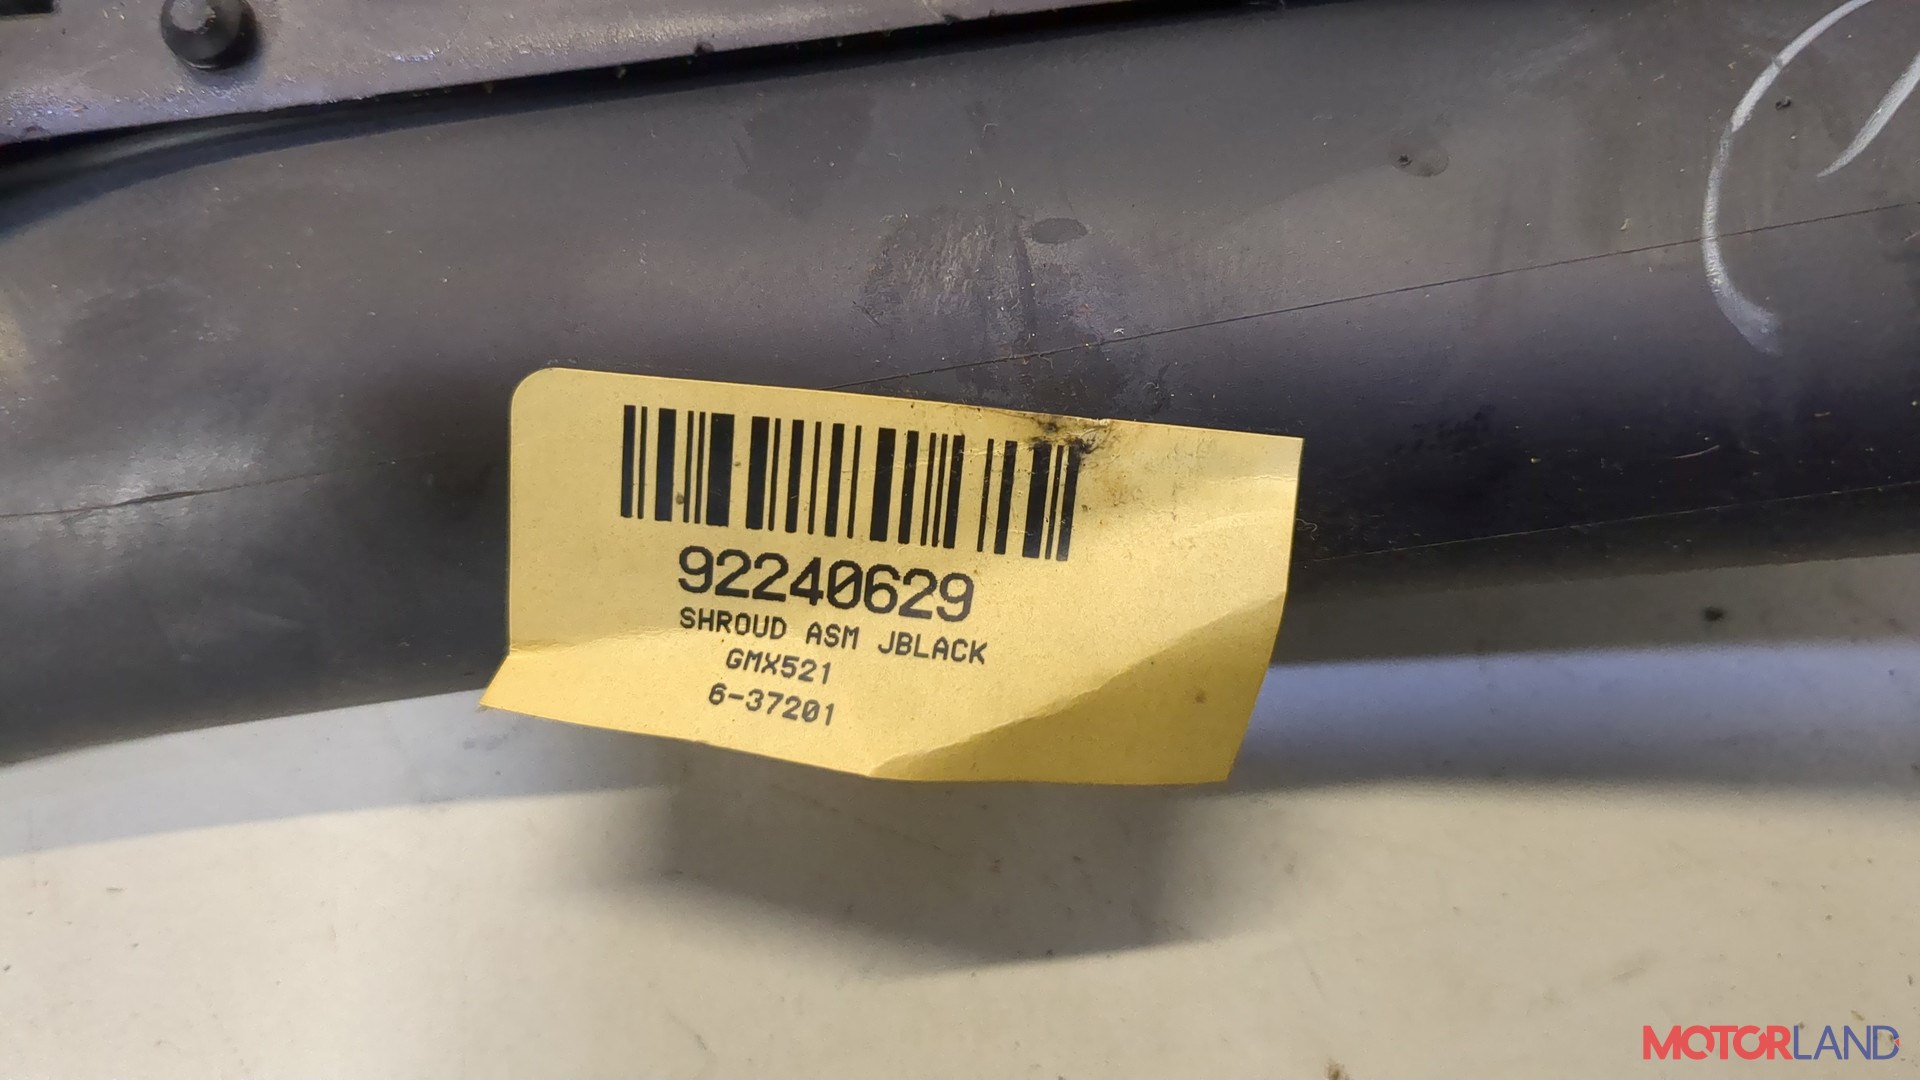 92240629
SHROUD ASM JBLACK
GMX521
6-37201
MOTORLAND